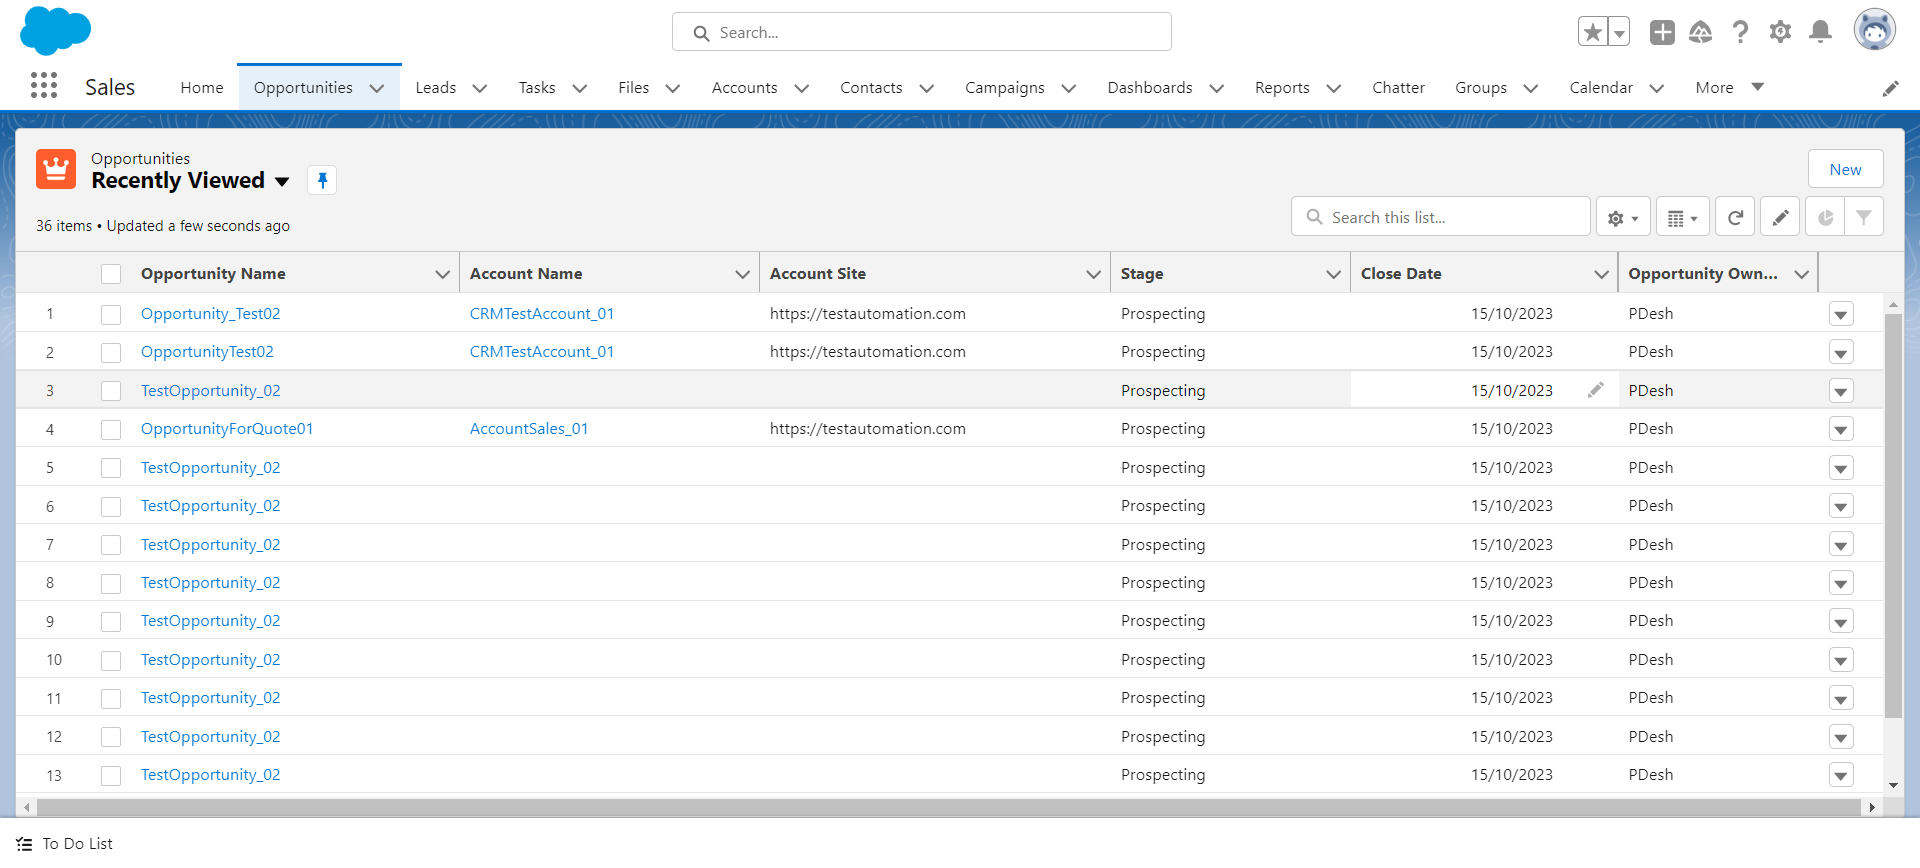 Search...
Sales Home Opportunities Leads Tasks Files Accounts Contacts Campaigns Dashboards Reports Chatter Groups Calendar More
Opportunities
Recently Viewed
New
36 items • Updated a few seconds ago
Search this list...
Opportunity Name Account Name Account Site Stage Close Date Opportunity Own...
1 Opportunity_Test02 CRMTestAccount_01 https://testautomation.com Prospecting 15/10/2023 PDesh
2 OpportunityTest02 CRMTestAccount_01 https://testautomation.com Prospecting 15/10/2023 PDesh
3 TestOpportunity_02 Prospecting 15/10/2023 PDesh
4 OpportunityForQuote01 AccountSales_01 https://testautomation.com Prospecting 15/10/2023 PDesh
5 TestOpportunity_02 Prospecting 15/10/2023 PDesh
6 TestOpportunity_02 Prospecting 15/10/2023 PDesh
7 TestOpportunity_02 Prospecting 15/10/2023 PDesh
8 TestOpportunity_02 Prospecting 15/10/2023 PDesh
9 TestOpportunity_02 Prospecting 15/10/2023 PDesh
10 TestOpportunity_02 Prospecting 15/10/2023 PDesh
11 TestOpportunity_02 Prospecting 15/10/2023 PDesh
12 TestOpportunity_02 Prospecting 15/10/2023 PDesh
13 TestOpportunity_02 Prospecting 15/10/2023 PDesh
To Do List